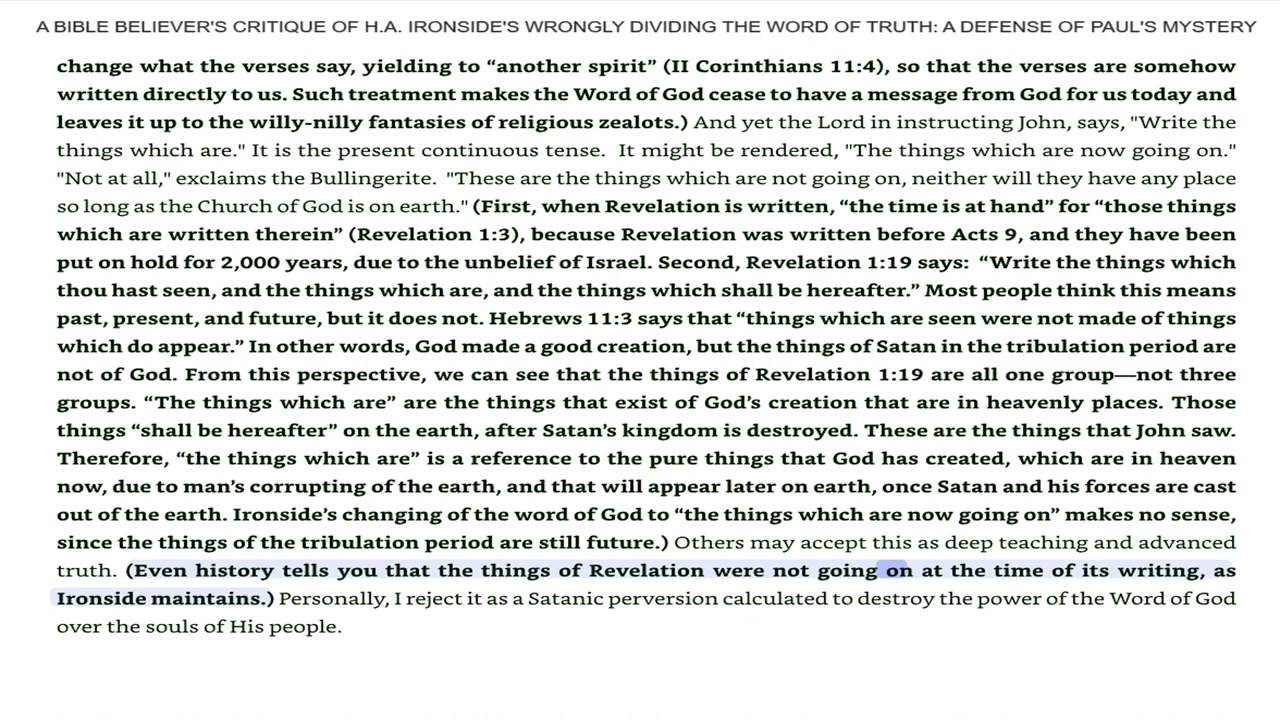 A BIBLE BELIEVER'S CRITIQUE OF H.A. IRONSIDE'S WRONGLY DIVIDING THE WORD OF TRUTH: A DEFENSE OF PAUL'S MYSTERY
change what the verses say, yielding to “another spirit” (II Corinthians 11:4), so that the verses are somehow
written directly to us. Such treatment makes the Word of God cease to have a message from God for us today and
leaves it up to the willy-nilly fantasies of religious zealots.) And yet the Lord in instructing John, says, "Write the
things which are." It is the present continuous tense. It might be rendered, "The things which are now going on."
"Not at all," exclaims the Bullingerite. "These are the things which are not going on, neither will they have any place
so long as the Church of God is on earth." (First, when Revelation is written, “the time is at hand” for “those things
which are written therein” (Revelation 1:3), because Revelation was written before Acts 9, and they have been
put on hold for 2,000 years, due to the unbelief of Israel. Second, Revelation 1:19 says: “Write the things which
thou hast seen, and the things which are, and the things which shall be hereafter.” Most people think this means
past, present, and future, but it does not. Hebrews 11:3 says that “things which are seen were not made of things
which do appear.” In other words, God made a good creation, but the things of Satan in the tribulation period are
not of God. From this perspective, we can see that the things of Revelation 1:19 are all one group—not three
groups. “The things which are” are the things that exist of God’s creation that are in heavenly places. Those
things “shall be hereafter” on the earth, after Satan’s kingdom is destroyed. These are the things that John saw.
Therefore, “the things which are” is a reference to the pure things that God has created, which are in heaven
now, due to man’s corrupting of the earth, and that will appear later on earth, once Satan and his forces are cast
out of the earth. Ironside’s changing of the word of God to “the things which are now going on” makes no sense,
since the things of the tribulation period are still future.) Others may accept this as deep teaching and advanced
truth. (Even history tells you that the things of Revelation were not going on at the time of its writing, as
Ironside maintains.) Personally, I reject it as a Satanic perversion calculated to destroy the power of the Word of God
over the souls of His people.